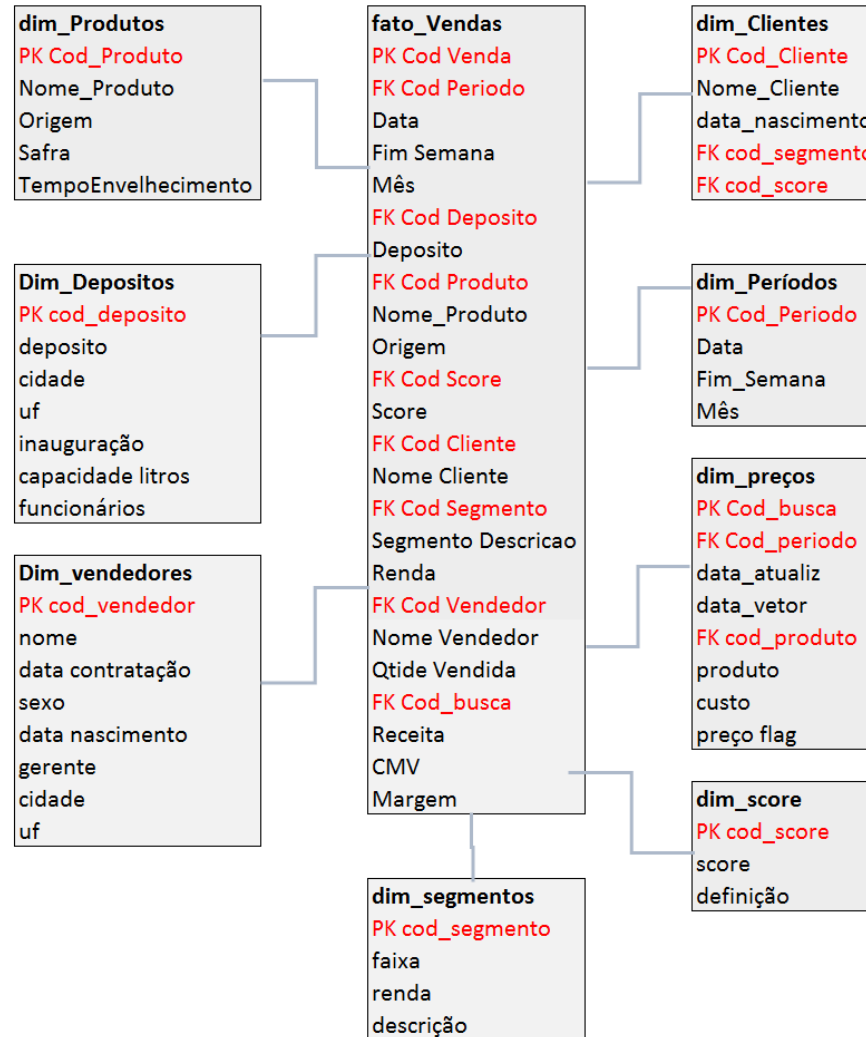 dim_Produtos
PK Cod_Produto
Nome_Produto
Origem
Safra
TempoEnvelhecimento
Dim_Depositos
PK cod_deposito
deposito
cidade
uf
inauguração
capacidade litros
funcionários
Dim_vendedores
PK cod_vendedor
nome
data contratação
sexo
data nascimento
gerente
cidade
uf
fato_Vendas
PK Cod Venda
FK Cod Periodo
Data
Fim Semana
Mês
FK Cod Deposito
Deposito
FK Cod Produto
Nome_Produto
Origem
FK Cod Score
Score
FK Cod Cliente
Nome Cliente
FK Cod Segmento
Segmento Descricao
Renda
FK Cod Vendedor
Nome Vendedor
Qtide Vendida
FK Cod_busca
Receita
CMV
Margem
dim_segmentos
PK cod_segmento
faixa
renda
descrição
dim_Clientes
PK Cod_Cliente
Nome_Cliente
data_nascimento
FK cod_segmento
FK cod_score
dim_Períodos
PK Cod_Periodo
Data
Fim_Semana
Mês
dim_preços
PK Cod_busca
FK Cod_periodo
data_atualiz
data_vetor
FK cod_produto
produto
custo
preço flag
dim_score
PK cod_score
score
definição